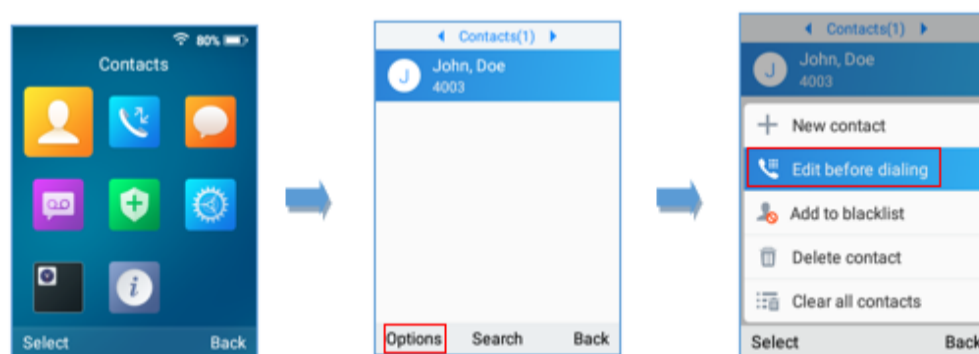 80%
Contacts
i
Select Back
Contacts(1)
J
John, Doe
4003
Options Search Back
Contacts(1)
J
John, Doe
4003
New contact
Edit before dialing
Add to blacklist
Delete contact
Clear all contacts
Select Back